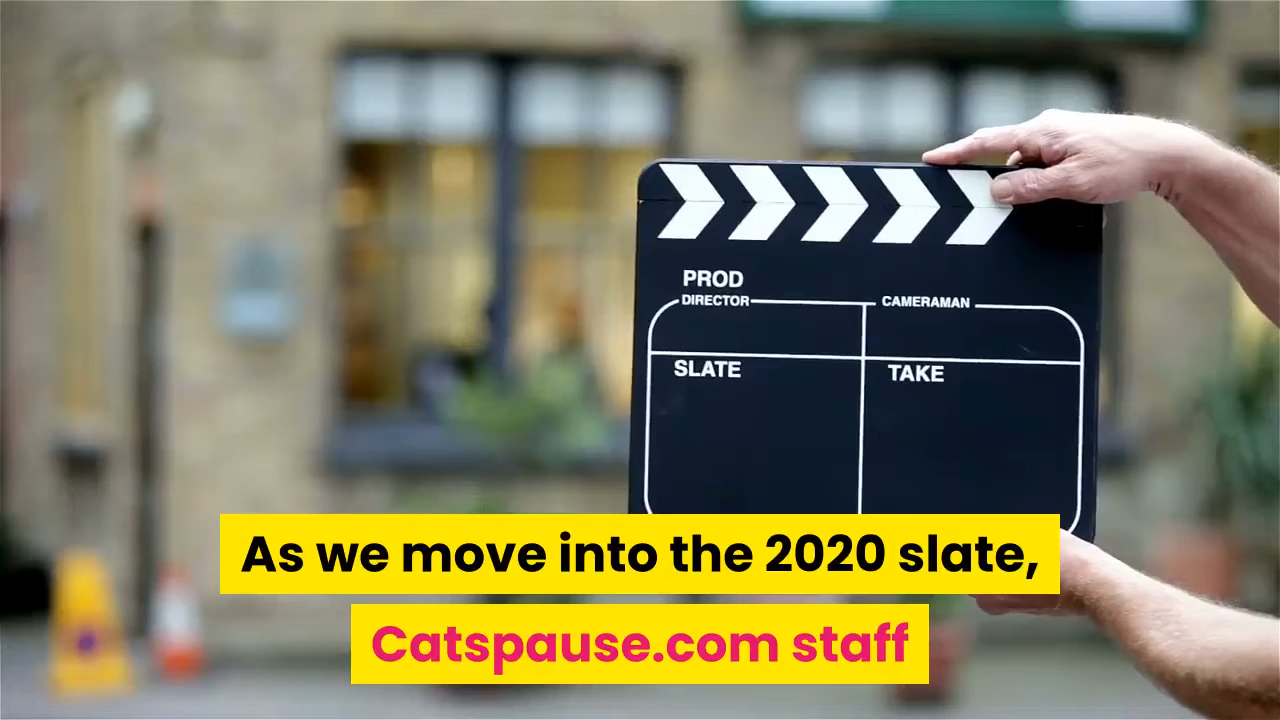 PROD
DIRECTOR CAMERAMAN
SLATE TAKE
As we move into the 2020 slate,
Catspause.com staff